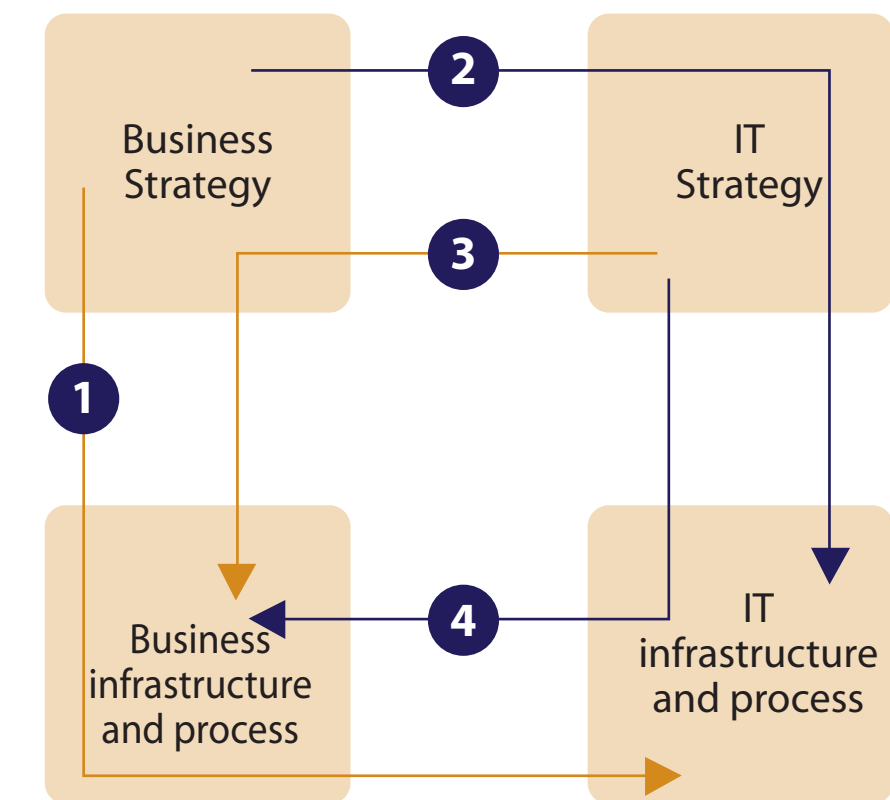 2
Business
Strategy
IT
Strategy
3
1
4
Business
infrastructure
and process
IT
infrastructure
and process